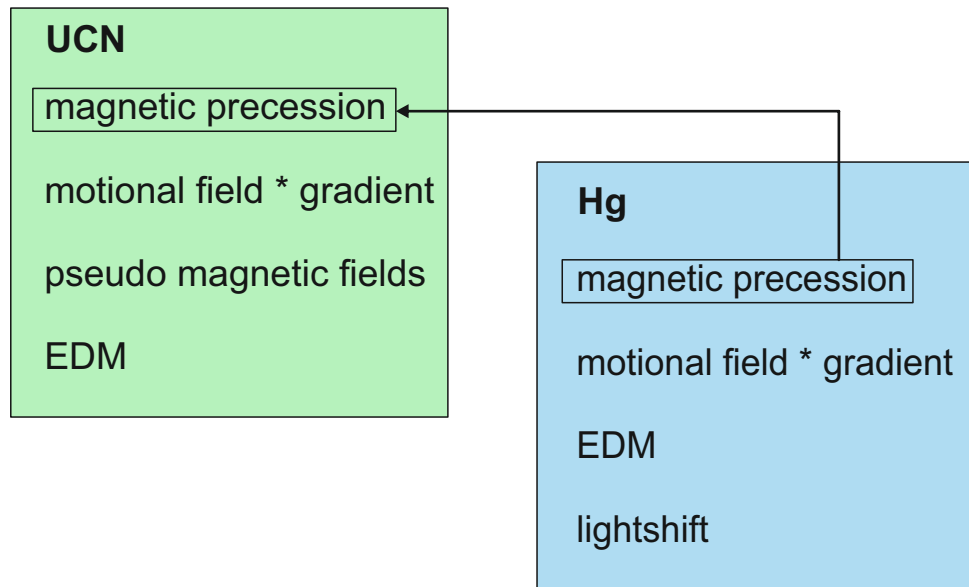 UCN
magnetic precession
motional field * gradient
pseudo magnetic fields
EDM
Hg
magnetic precession
motional field * gradient
EDM
lightshift